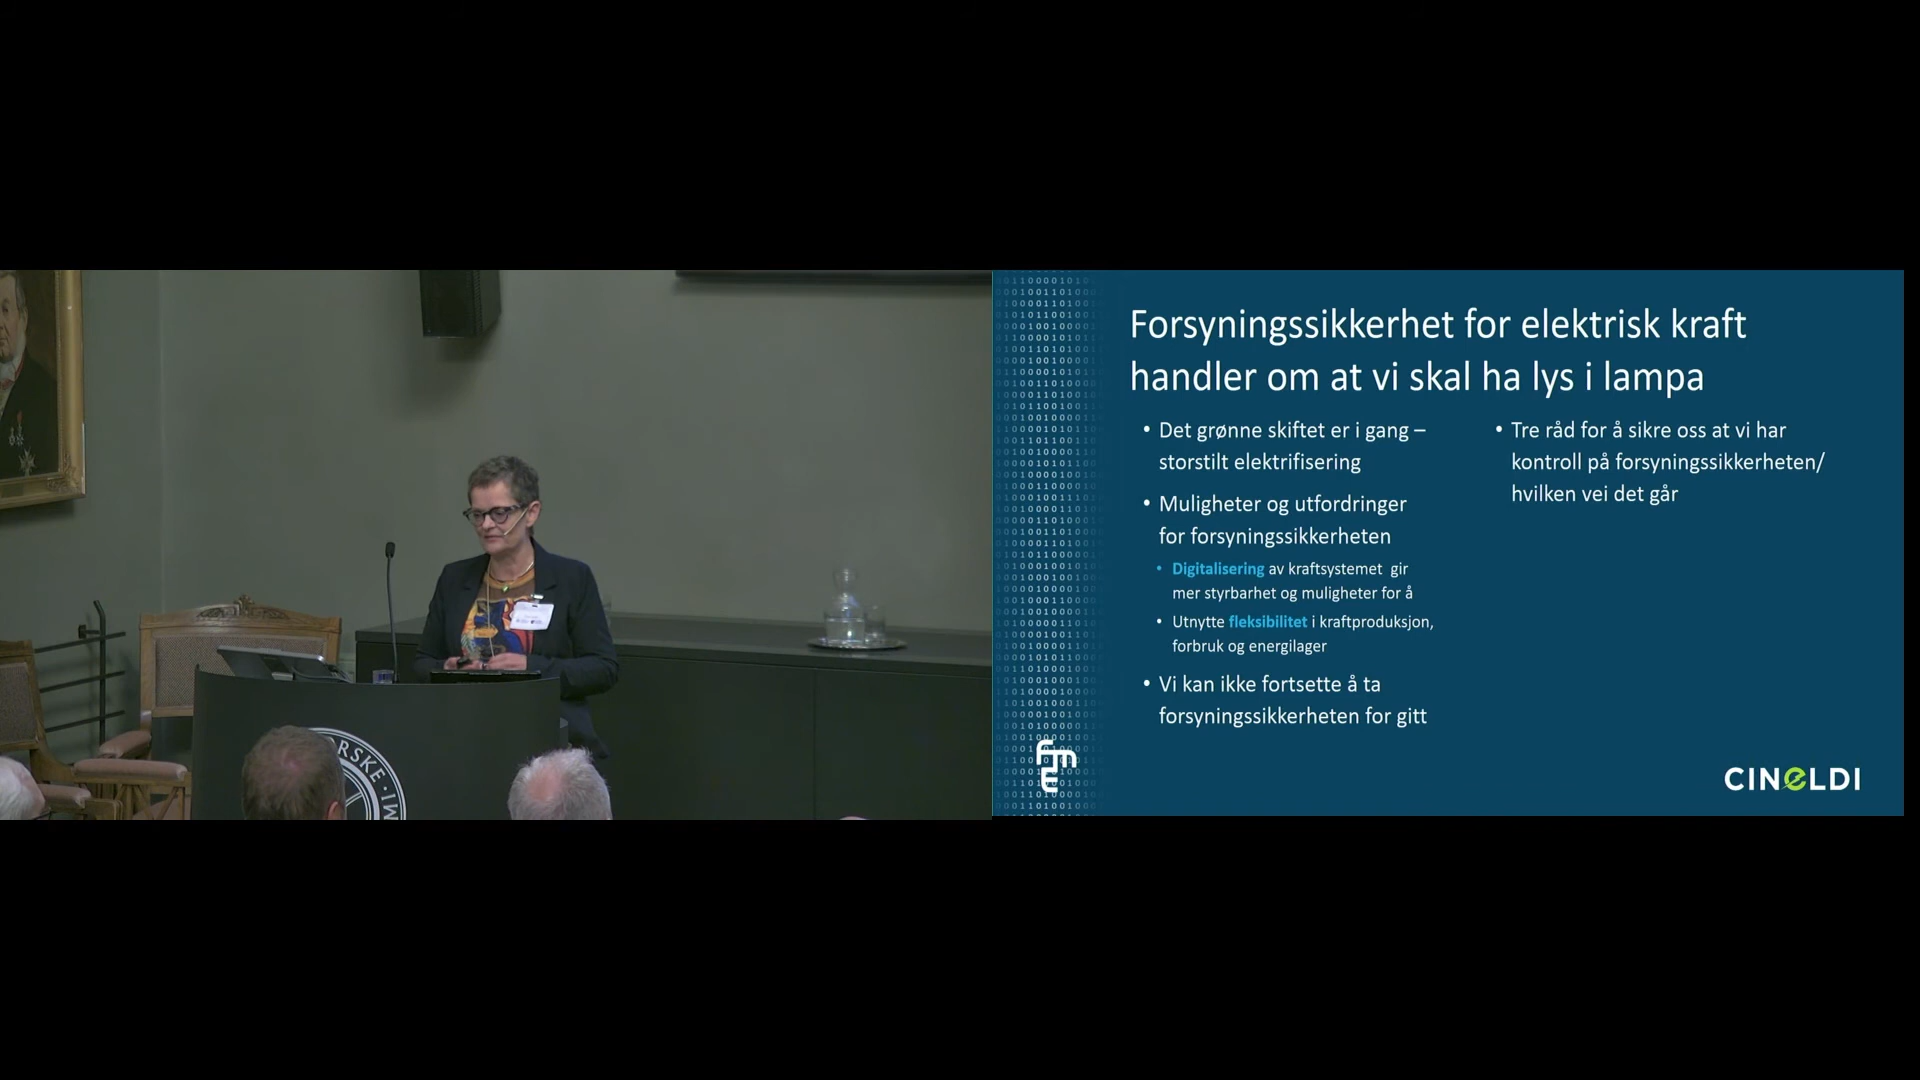 Forsyningssikkerhet for elektrisk kraft
handler om at vi skal ha lys i lampa
• Det grønne skiftet er i gang –
storstilt elektrifisering
• Muligheter og utfordringer
for forsyningssikkerheten
• Digitalisering av kraftsystemet gir
mer styrbarhet og muligheter for å
• Utnytte fleksibilitet i kraftproduksjon,
forbruk og energilager
• Vi kan ikke fortsette å ta
forsyningssikkerheten for gitt
• Tre råd for å sikre oss at vi har
kontroll på forsyningssikkerheten/
hvilken vei det går
CINELDI